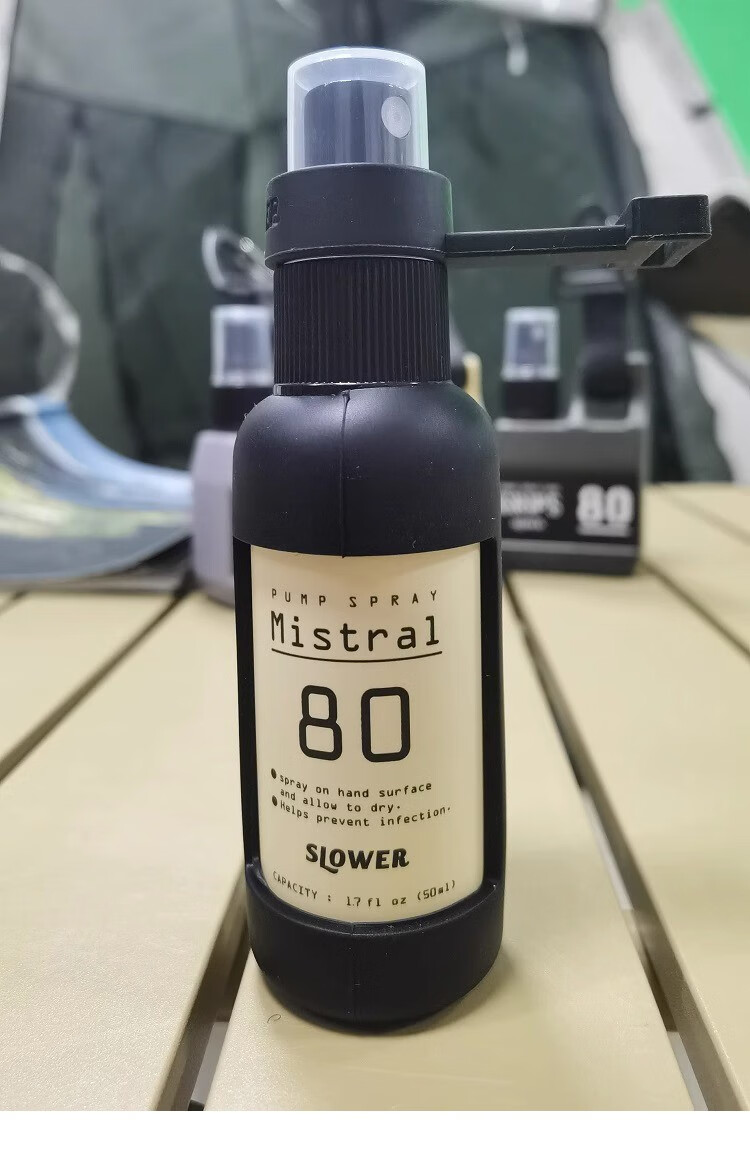 PUMP SPRAY
Mistral
80
●spray on hand surface
and allow to dry.
●Helps prevent infection.
SLOWER
CAPACITY : 1.7 fl oz (50ml)
80